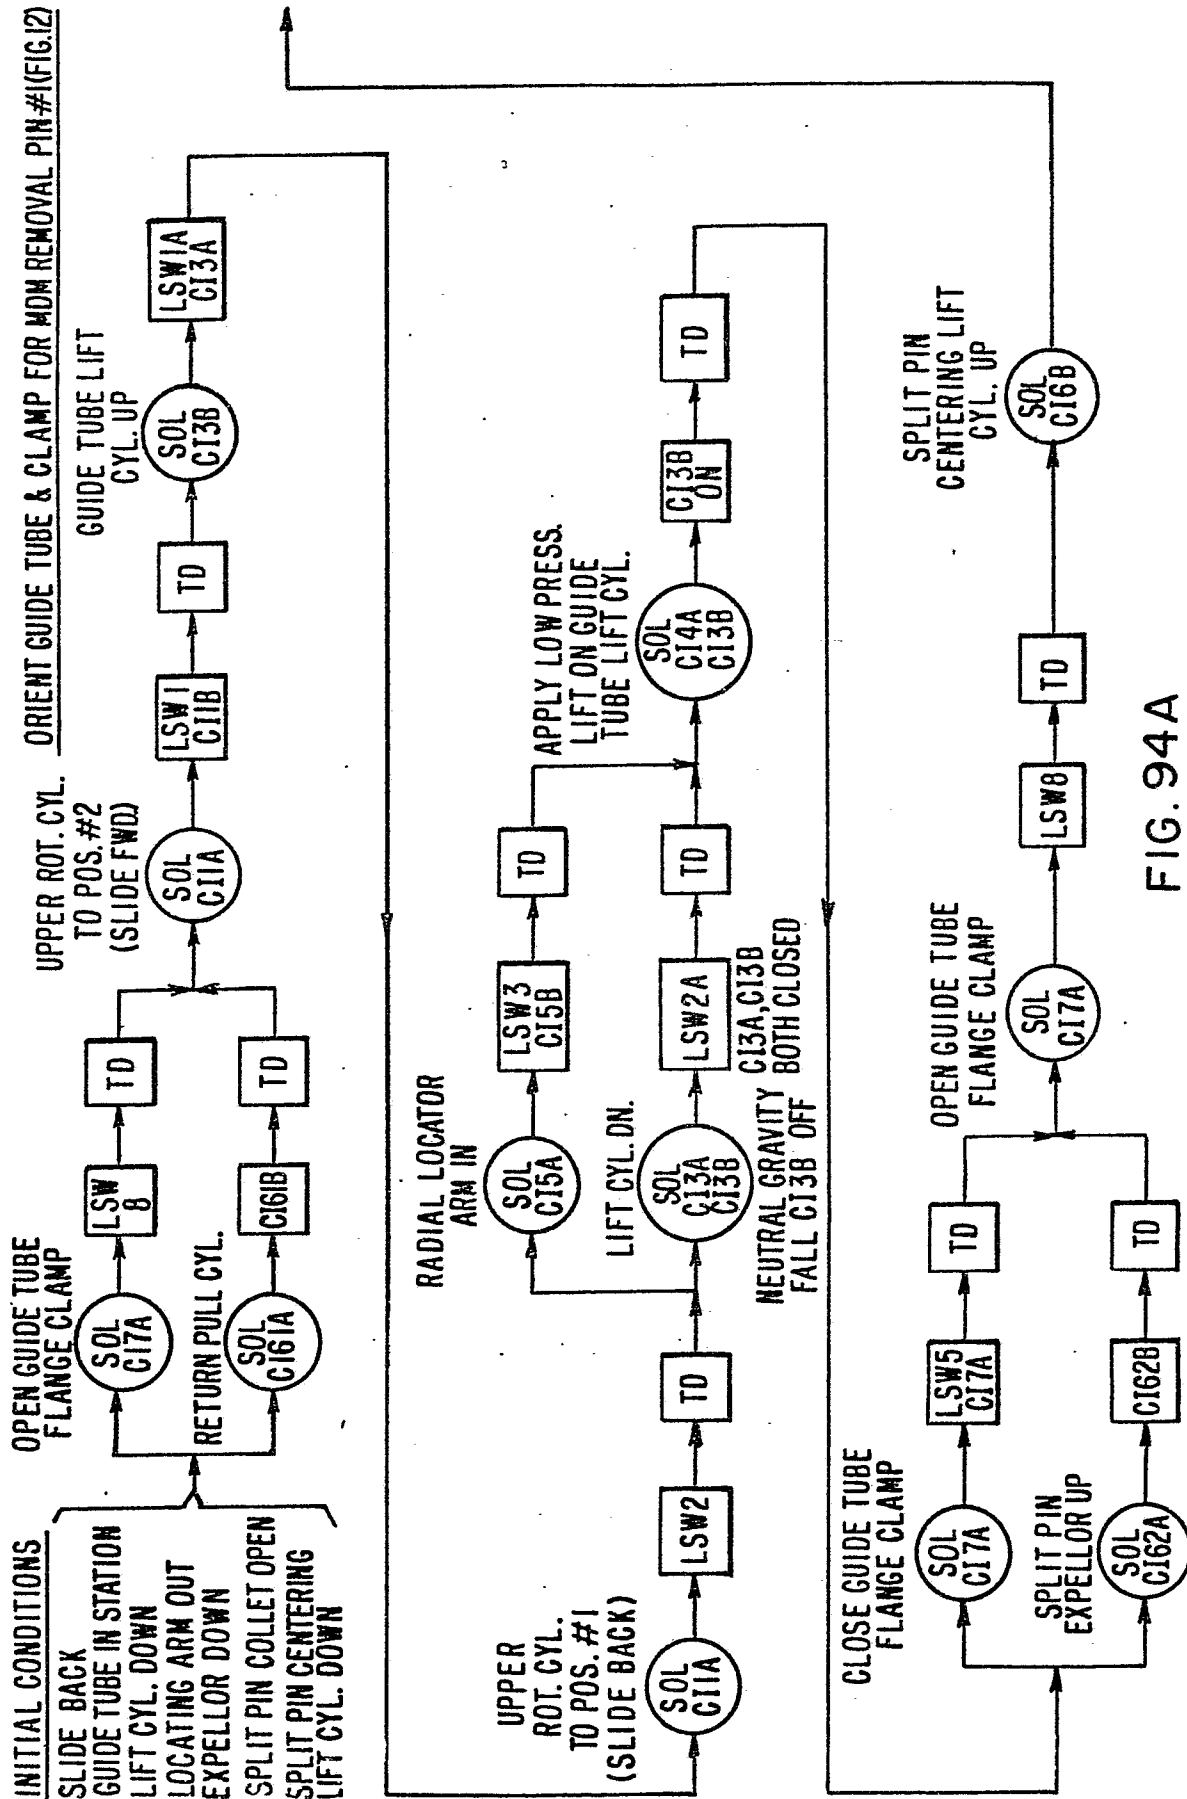 ORIENT GUIDE TUBE & CLAMP FOR MDM REMOVAL PIN#1(FIG.12)
INITIAL CONDITIONS
SLIDE BACK
GUIDE TUBE IN STATION
LIFT CYL. DOWN
LOCATING ARM OUT
EXPELLOR DOWN
SPLIT PIN COLLET OPEN
SPLIT PIN CENTERING
LIFT CYL. DOWN
OPEN GUIDE TUBE
FLANGE CLAMP
SOL
C17A
LSW
8
TD
RETURN PULL CYL.
SOL
C161A
C161B
TD
UPPER ROT. CYL.
TO POS. #2
(SLIDE FWD.)
SOL
C11A
LSW1
C11B
TD
GUIDE TUBE LIFT
CYL. UP
SOL
C13B
LSW1A
C13A
UPPER
ROT. CYL.
TO POS. #1
(SLIDE BACK)
SOL
C11A
LSW2
TD
RADIAL LOCATOR
ARM IN
SOL
C15A
LSW3
C15B
TD
LIFT CYL. DN.
SOL
C13A
C13B
NEUTRAL GRAVITY
FALL C13B OFF
LSW2A
C13A, C13B
BOTH CLOSED
TD
APPLY LOW PRESS.
LIFT ON GUIDE
TUBE LIFT CYL.
SOL
C14A
C13B
C13B
ON
TD
CLOSE GUIDE TUBE
FLANGE CLAMP
SOL
C17A
LSW5
C17A
TD
SPLIT PIN
EXPELLOR UP
SOL
C162A
C162B
TD
OPEN GUIDE TUBE
FLANGE CLAMP
SOL
C17A
LSW8
TD
SPLIT PIN
CENTERING LIFT
CYL. UP
SOL
C16B
FIG. 94A